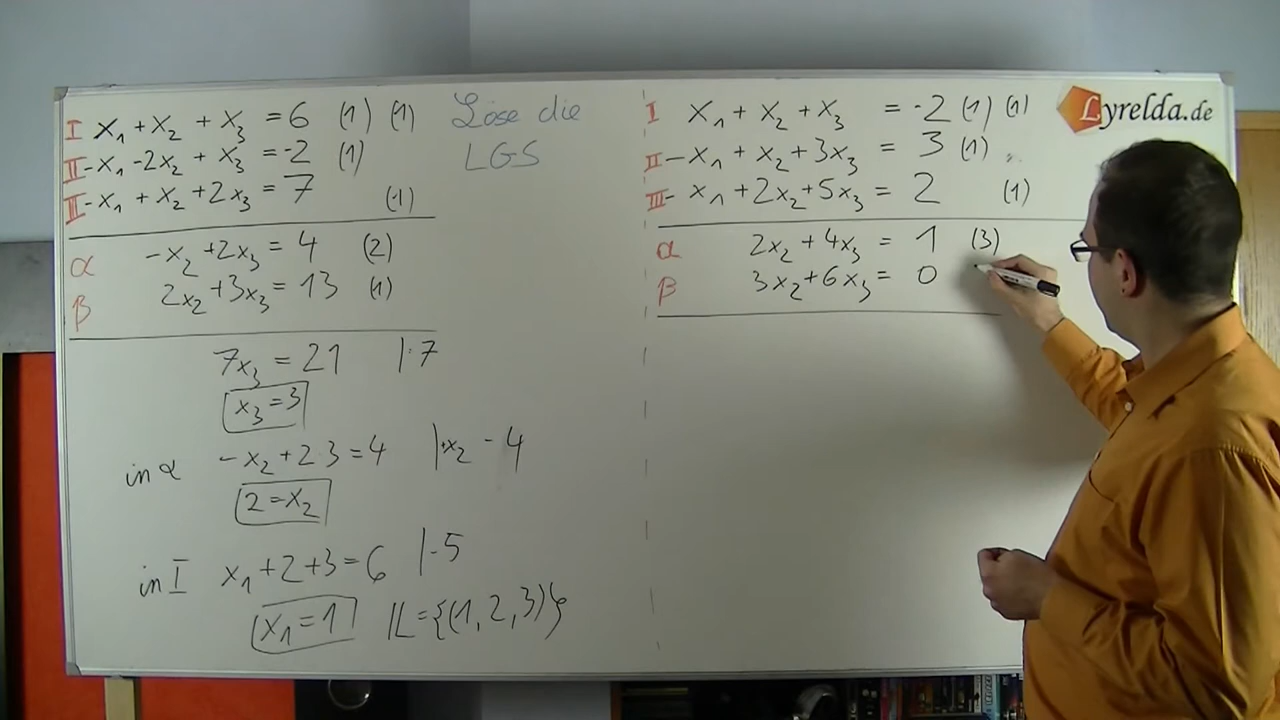 I x₁ + x₂ + x₃ = 6 (1) (1)
II -x₁ -2x₂ + x₃ = -2 (1)
II -x₁ + x₂ + 2x₃ = 7 (1)
α -x₂ + 2x₃ = 4 (2)
β 2x₂ + 3x₃ = 13 (1)
7x₃ = 21 |:7
x₃ = 3
in α -x₂ + 2 3 = 4 |+x₂ - 4
2 = x₂
in I x₁ + 2 + 3 = 6 |-5
x₁ = 1 𝕃 = {(1, 2, 3)}
Löse die
LGS
I x₁ + x₂ + x₃ = -2 (1) (1)
II -x₁ + x₂ + 3x₃ = 3 (1)
III -x₁ + 2x₂ + 5x₃ = 2 (1)
α 2x₂ + 4x₃ = 1 (3)
β 3x₂ + 6x₃ = 0
Lyrelda.de